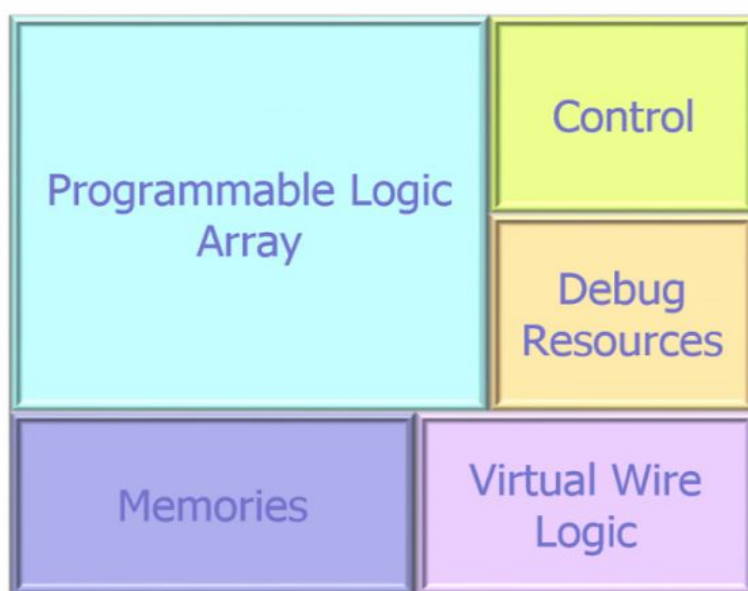 Programmable Logic
Array
Control
Debug
Resources
Memories
Virtual Wire
Logic